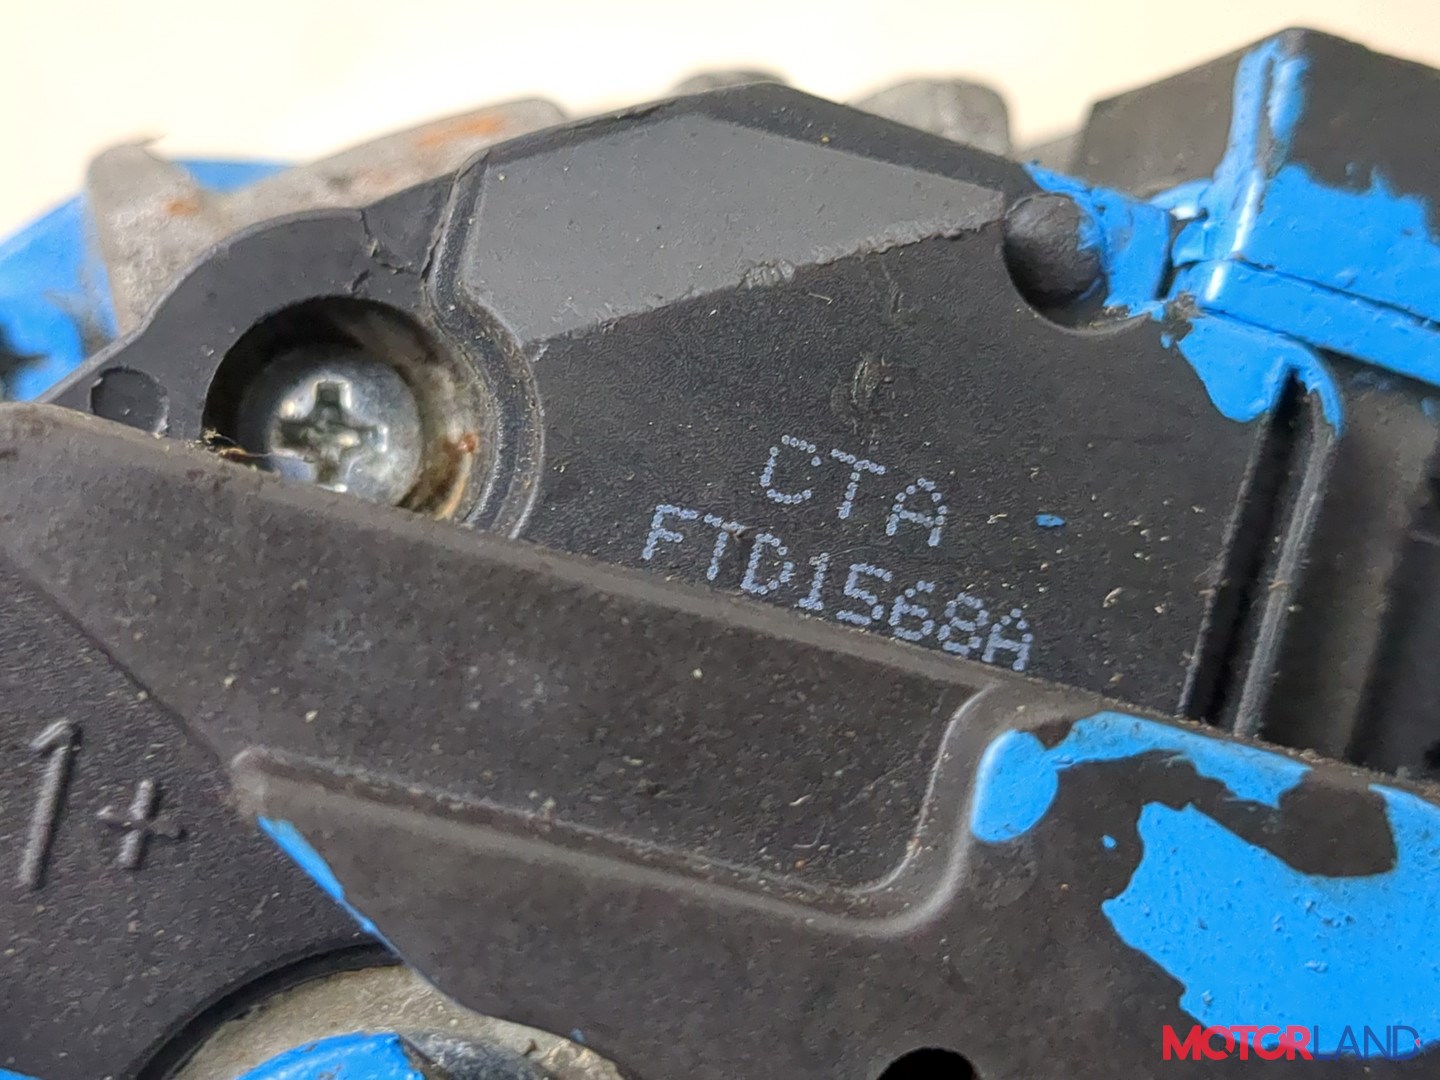 CTA
FTD1568A
1+
MOTORLAND